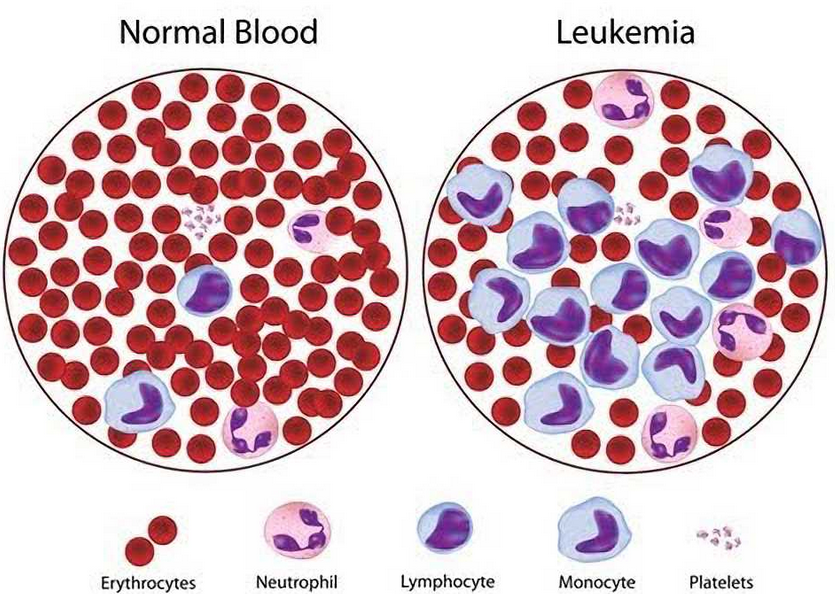 Normal Blood
Leukemia
Erythrocytes
Neutrophil
Lymphocyte
Monocyte
Platelets